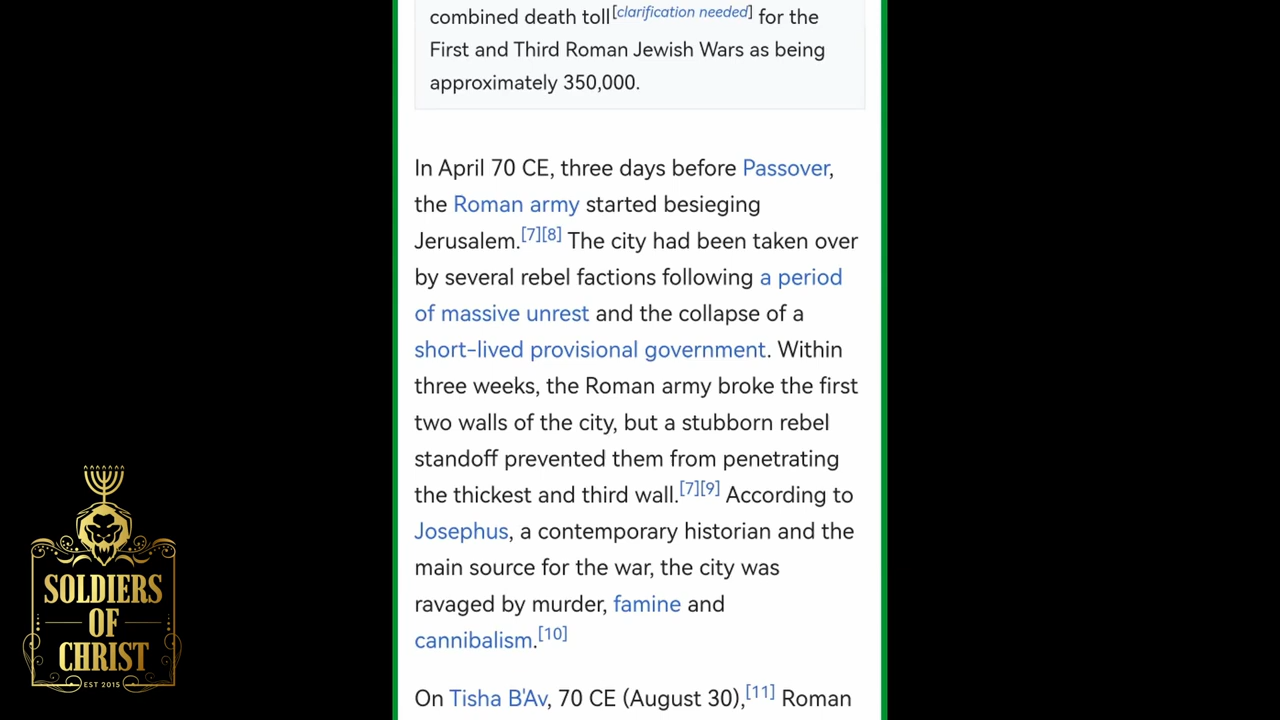 combined death toll[clarification needed] for the
First and Third Roman Jewish Wars as being
approximately 350,000.
In April 70 CE, three days before Passover,
the Roman army started besieging
Jerusalem.[7][8] The city had been taken over
by several rebel factions following a period
of massive unrest and the collapse of a
short-lived provisional government. Within
three weeks, the Roman army broke the first
two walls of the city, but a stubborn rebel
standoff prevented them from penetrating
the thickest and third wall.[7][9] According to
Josephus, a contemporary historian and the
main source for the war, the city was
ravaged by murder, famine and
cannibalism.[10]
On Tisha B'Av, 70 CE (August 30),[11] Roman
SOLDIERS
OF
CHRIST
EST 2015